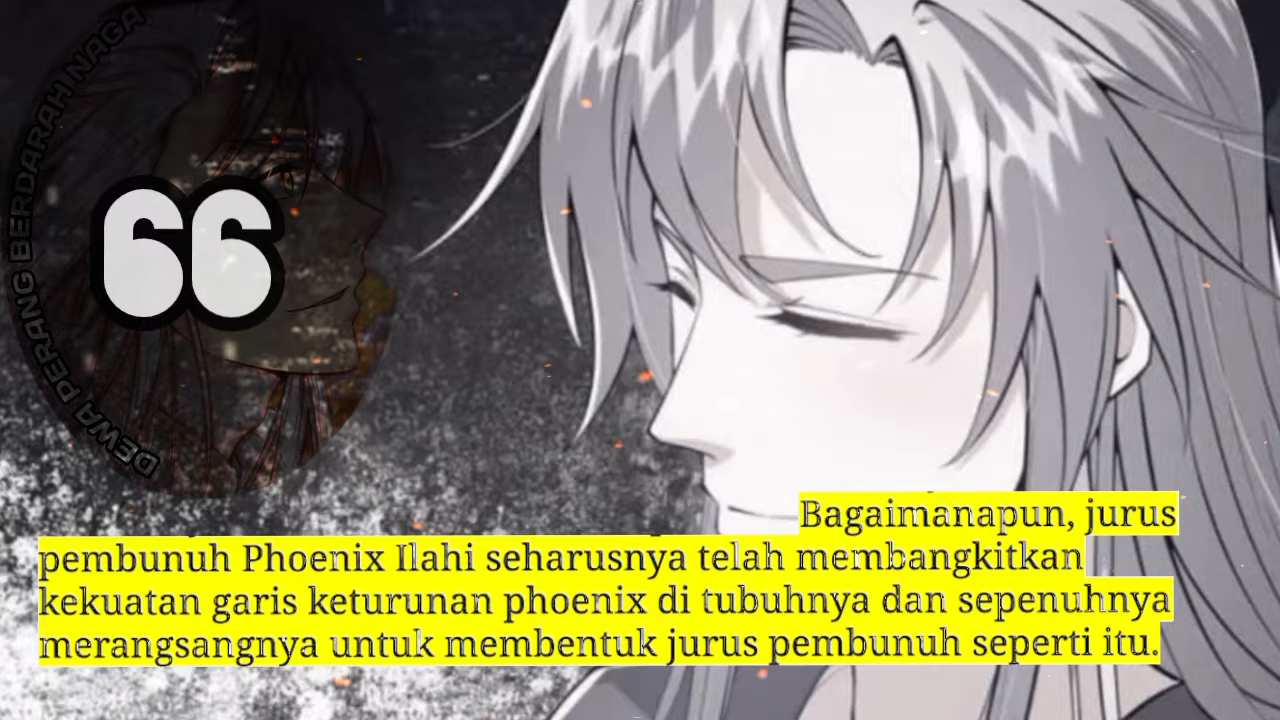 DEWA PERANG BERDARAH NAGA
66
Bagaimanapun, jurus
pembunuh Phoenix Ilahi seharusnya telah membangkitkan
kekuatan garis keturunan phoenix di tubuhnya dan sepenuhnya
merangsangnya untuk membentuk jurus pembunuh seperti itu.